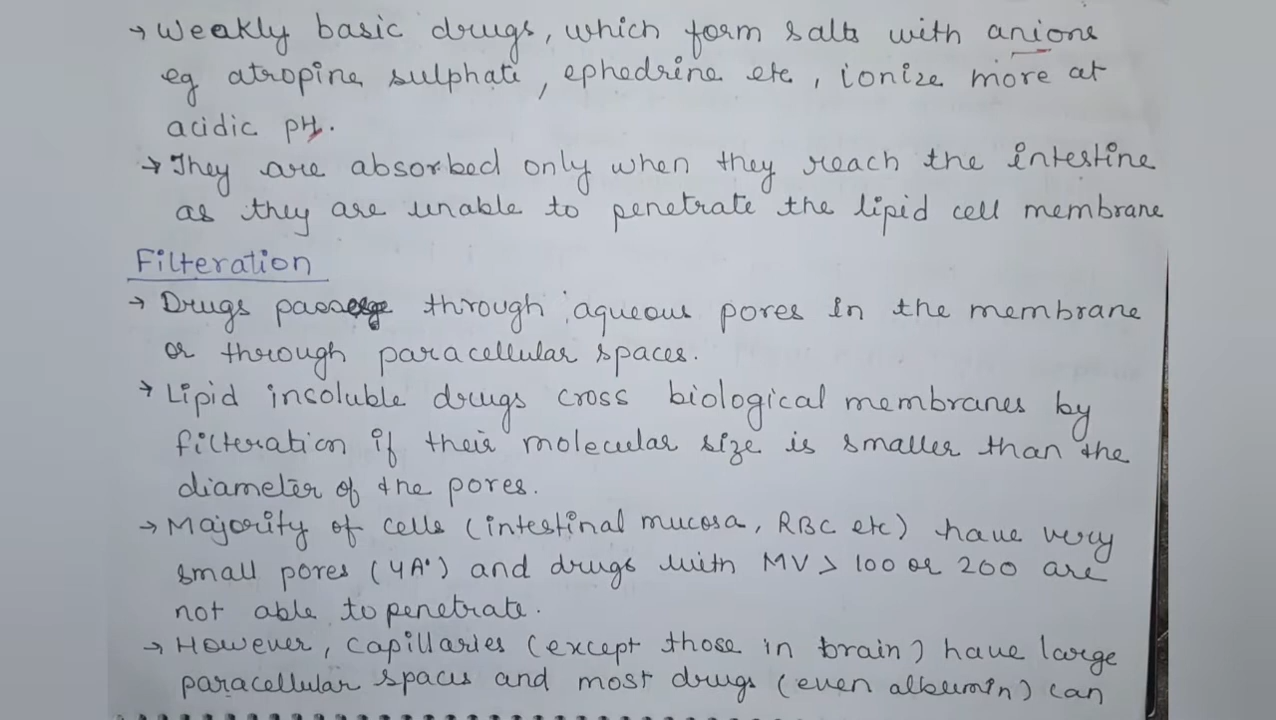 → Weakly basic drugs, which form salts with anions
eg atropine sulphate, ephedrine etc, ionize more at
acidic pH.
→ They are absorbed only when they reach the intestine
as they are unable to penetrate the lipid cell membrane
Filteration
→ Drugs passage through aqueous pores in the membrane
or through paracellular spaces.
→ Lipid insoluble drugs cross biological membranes by
filteration if their molecular size is smaller than the
diameter of the pores.
→ Majority of cells (intestinal mucosa, RBC etc) have very
small pores (4A°) and drugs with MV > 100 or 200 are
not able to penetrate.
→ However, capillaries (except those in brain) have large
paracellular spaces and most drugs (even albumin) can